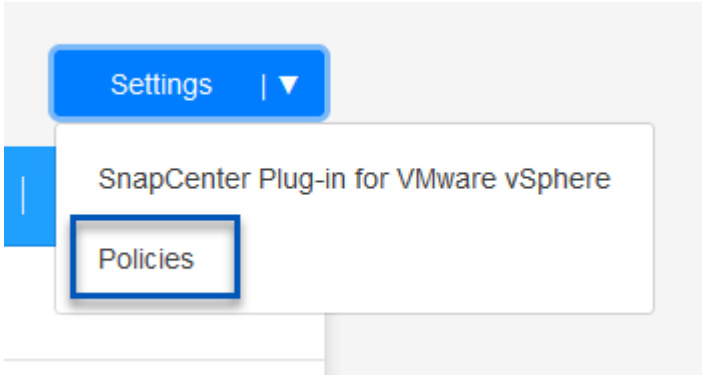 Settings | ▼
SnapCenter Plug-in for VMware vSphere
Policies